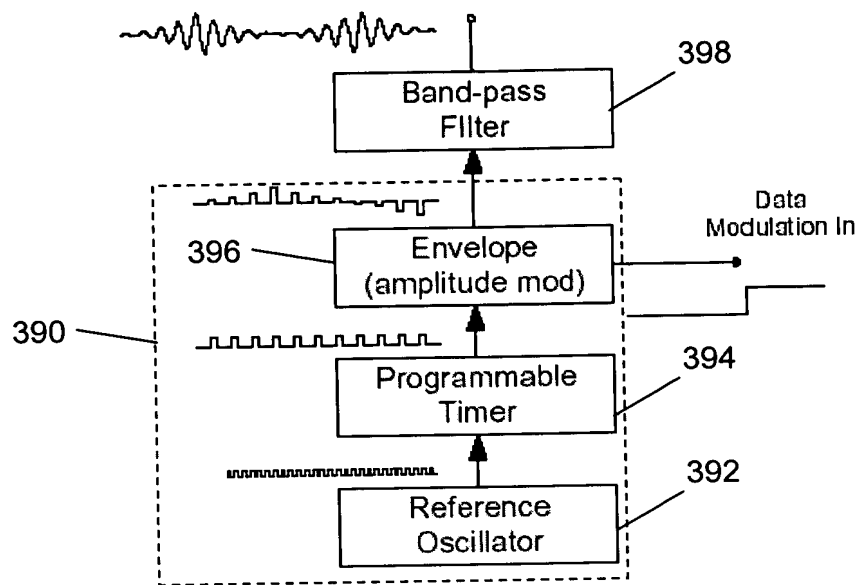 398
Band-pass
FIlter
Data
Modulation In
396
Envelope
(amplitude mod)
390
394
Programmable
Timer
392
Reference
Oscillator